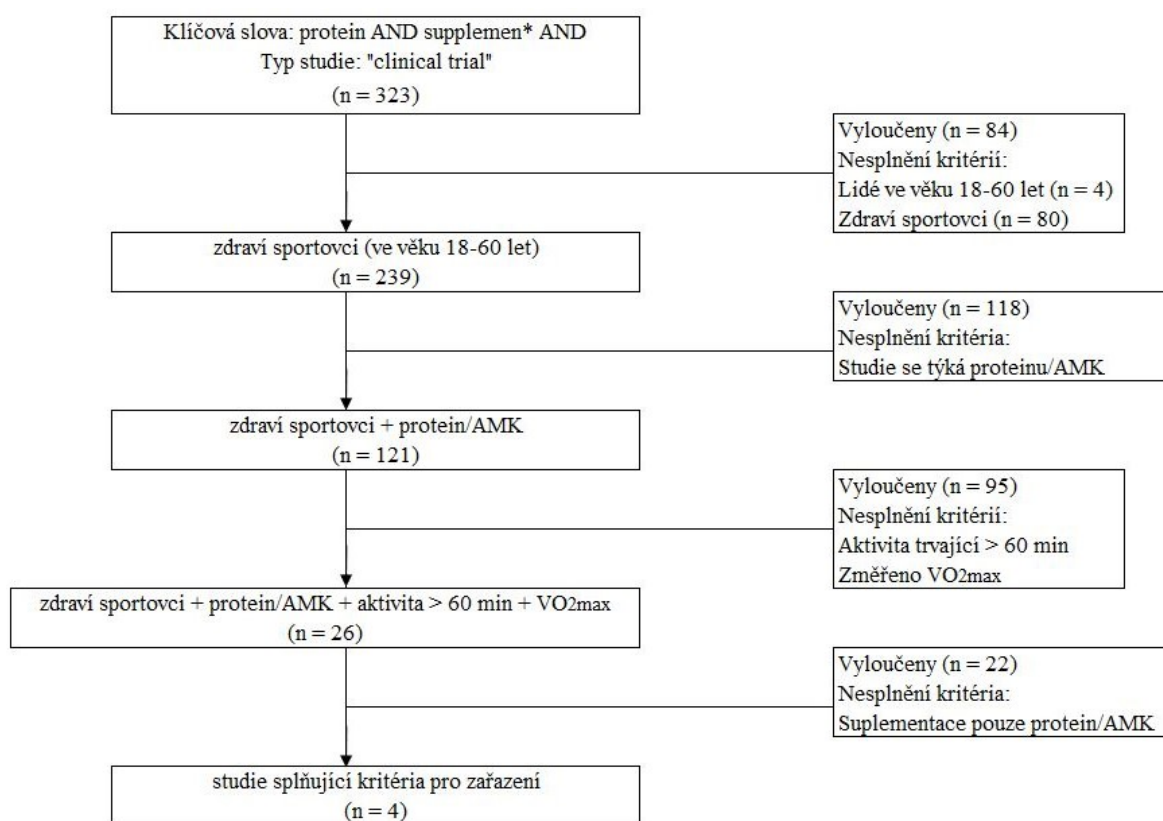 Klíčová slova: protein AND supplemen* AND
Typ studie: "clinical trial"
(n = 323)
Vyloučeny (n = 84)
Nesplnění kritérií:
Lidé ve věku 18-60 let (n = 4)
Zdraví sportovci (n = 80)
zdraví sportovci (ve věku 18-60 let)
(n = 239)
Vyloučeny (n = 118)
Nesplnění kritéria:
Studie se týká proteinu/AMK
zdraví sportovci + protein/AMK
(n = 121)
Vyloučeny (n = 95)
Nesplnění kritérií:
Aktivita trvající > 60 min
Změřeno VO2max
zdraví sportovci + protein/AMK + aktivita > 60 min + VO2max
(n = 26)
Vyloučeny (n = 22)
Nesplnění kritéria:
Suplementace pouze protein/AMK
studie splňující kritéria pro zařazení
(n = 4)